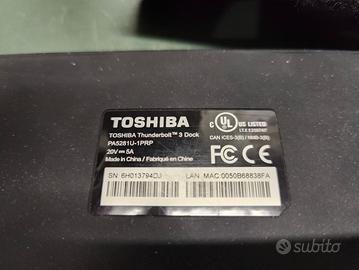 TOSHIBA
TOSHIBA Thunderbolt™ 3 Dock
PA5281U-1PRP
20V ⎓ 5A
Made in China / Fabriqué en Chine
C UL US LISTED
I.T.E.
CAN ICES-3(B) / NMB-3(B)
FC CE
SN: 6H013794DJ
LAN MAC:0050B68838FA
subito